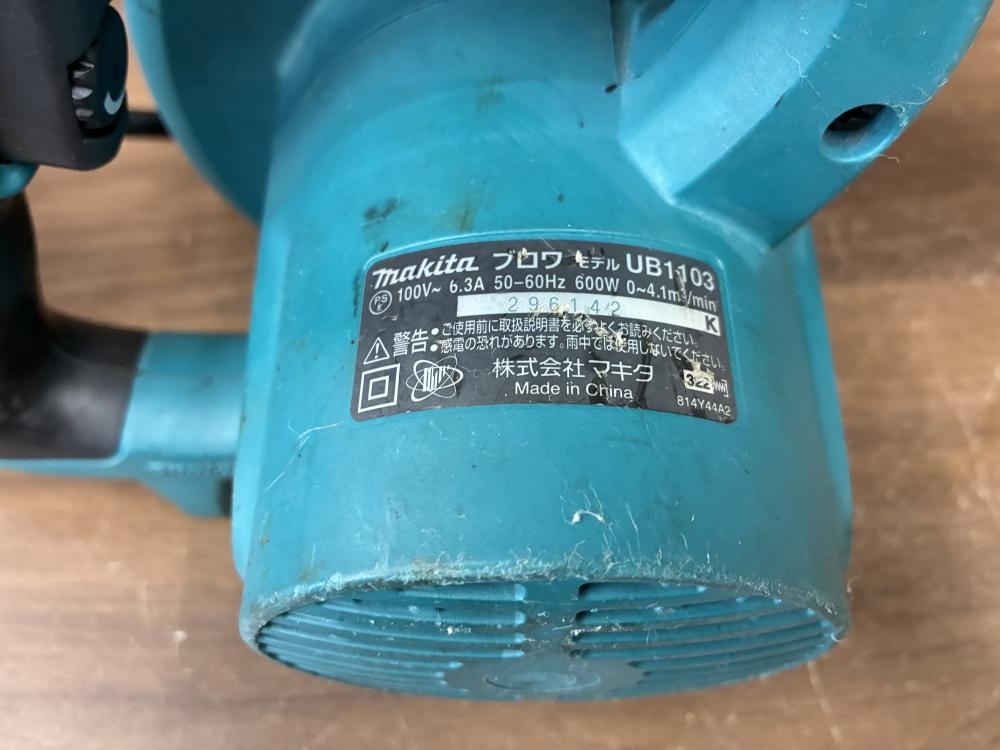 makita ブロワ モデル UB1103
PS 100V~ 6.3A 50-60Hz 600W 0~4.1m³/min
296142 K
警告:●ご使用前に取扱説明書を必ずよくお読みください。
●感電の恐れがあります。雨中では使用しないでください。
株式会社 マキタ
Made in China
814Y44A2